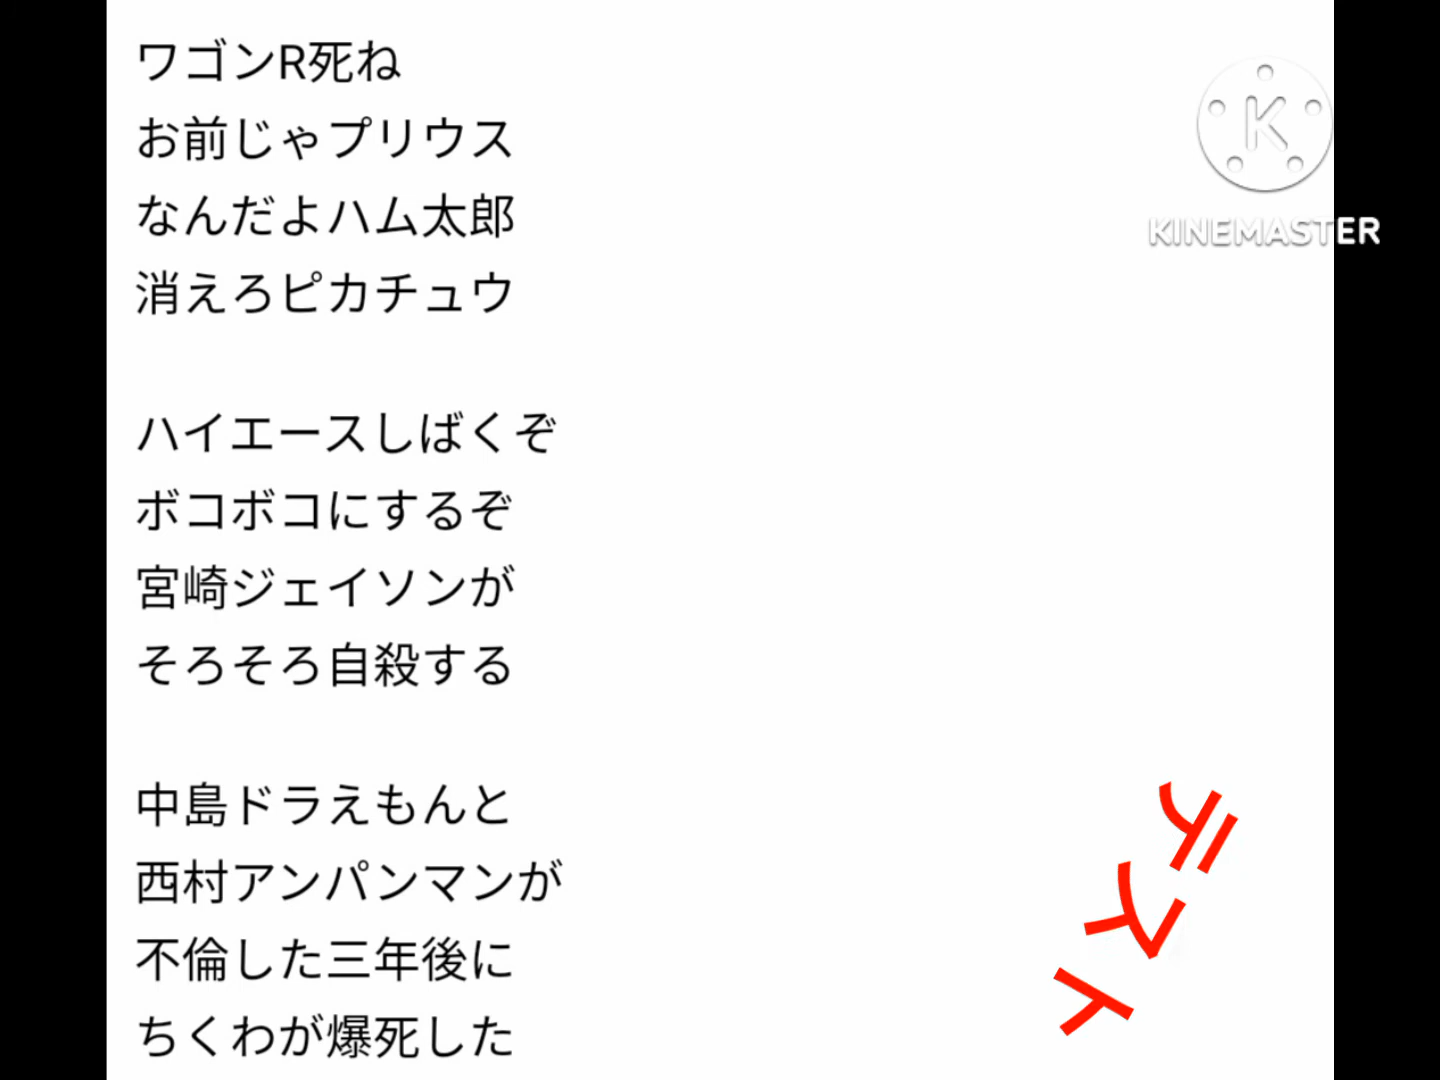 ワゴンR死ね
お前じゃプリウス
なんだよハム太郎
消えろピカチュウ
ハイエースしばくぞ
ボコボコにするぞ
宮崎ジェイソンが
そろそろ自殺する
中島ドラえもんと
西村アンパンマンが
不倫した三年後に
ちくわが爆死した
K
KINEMASTER
テスト